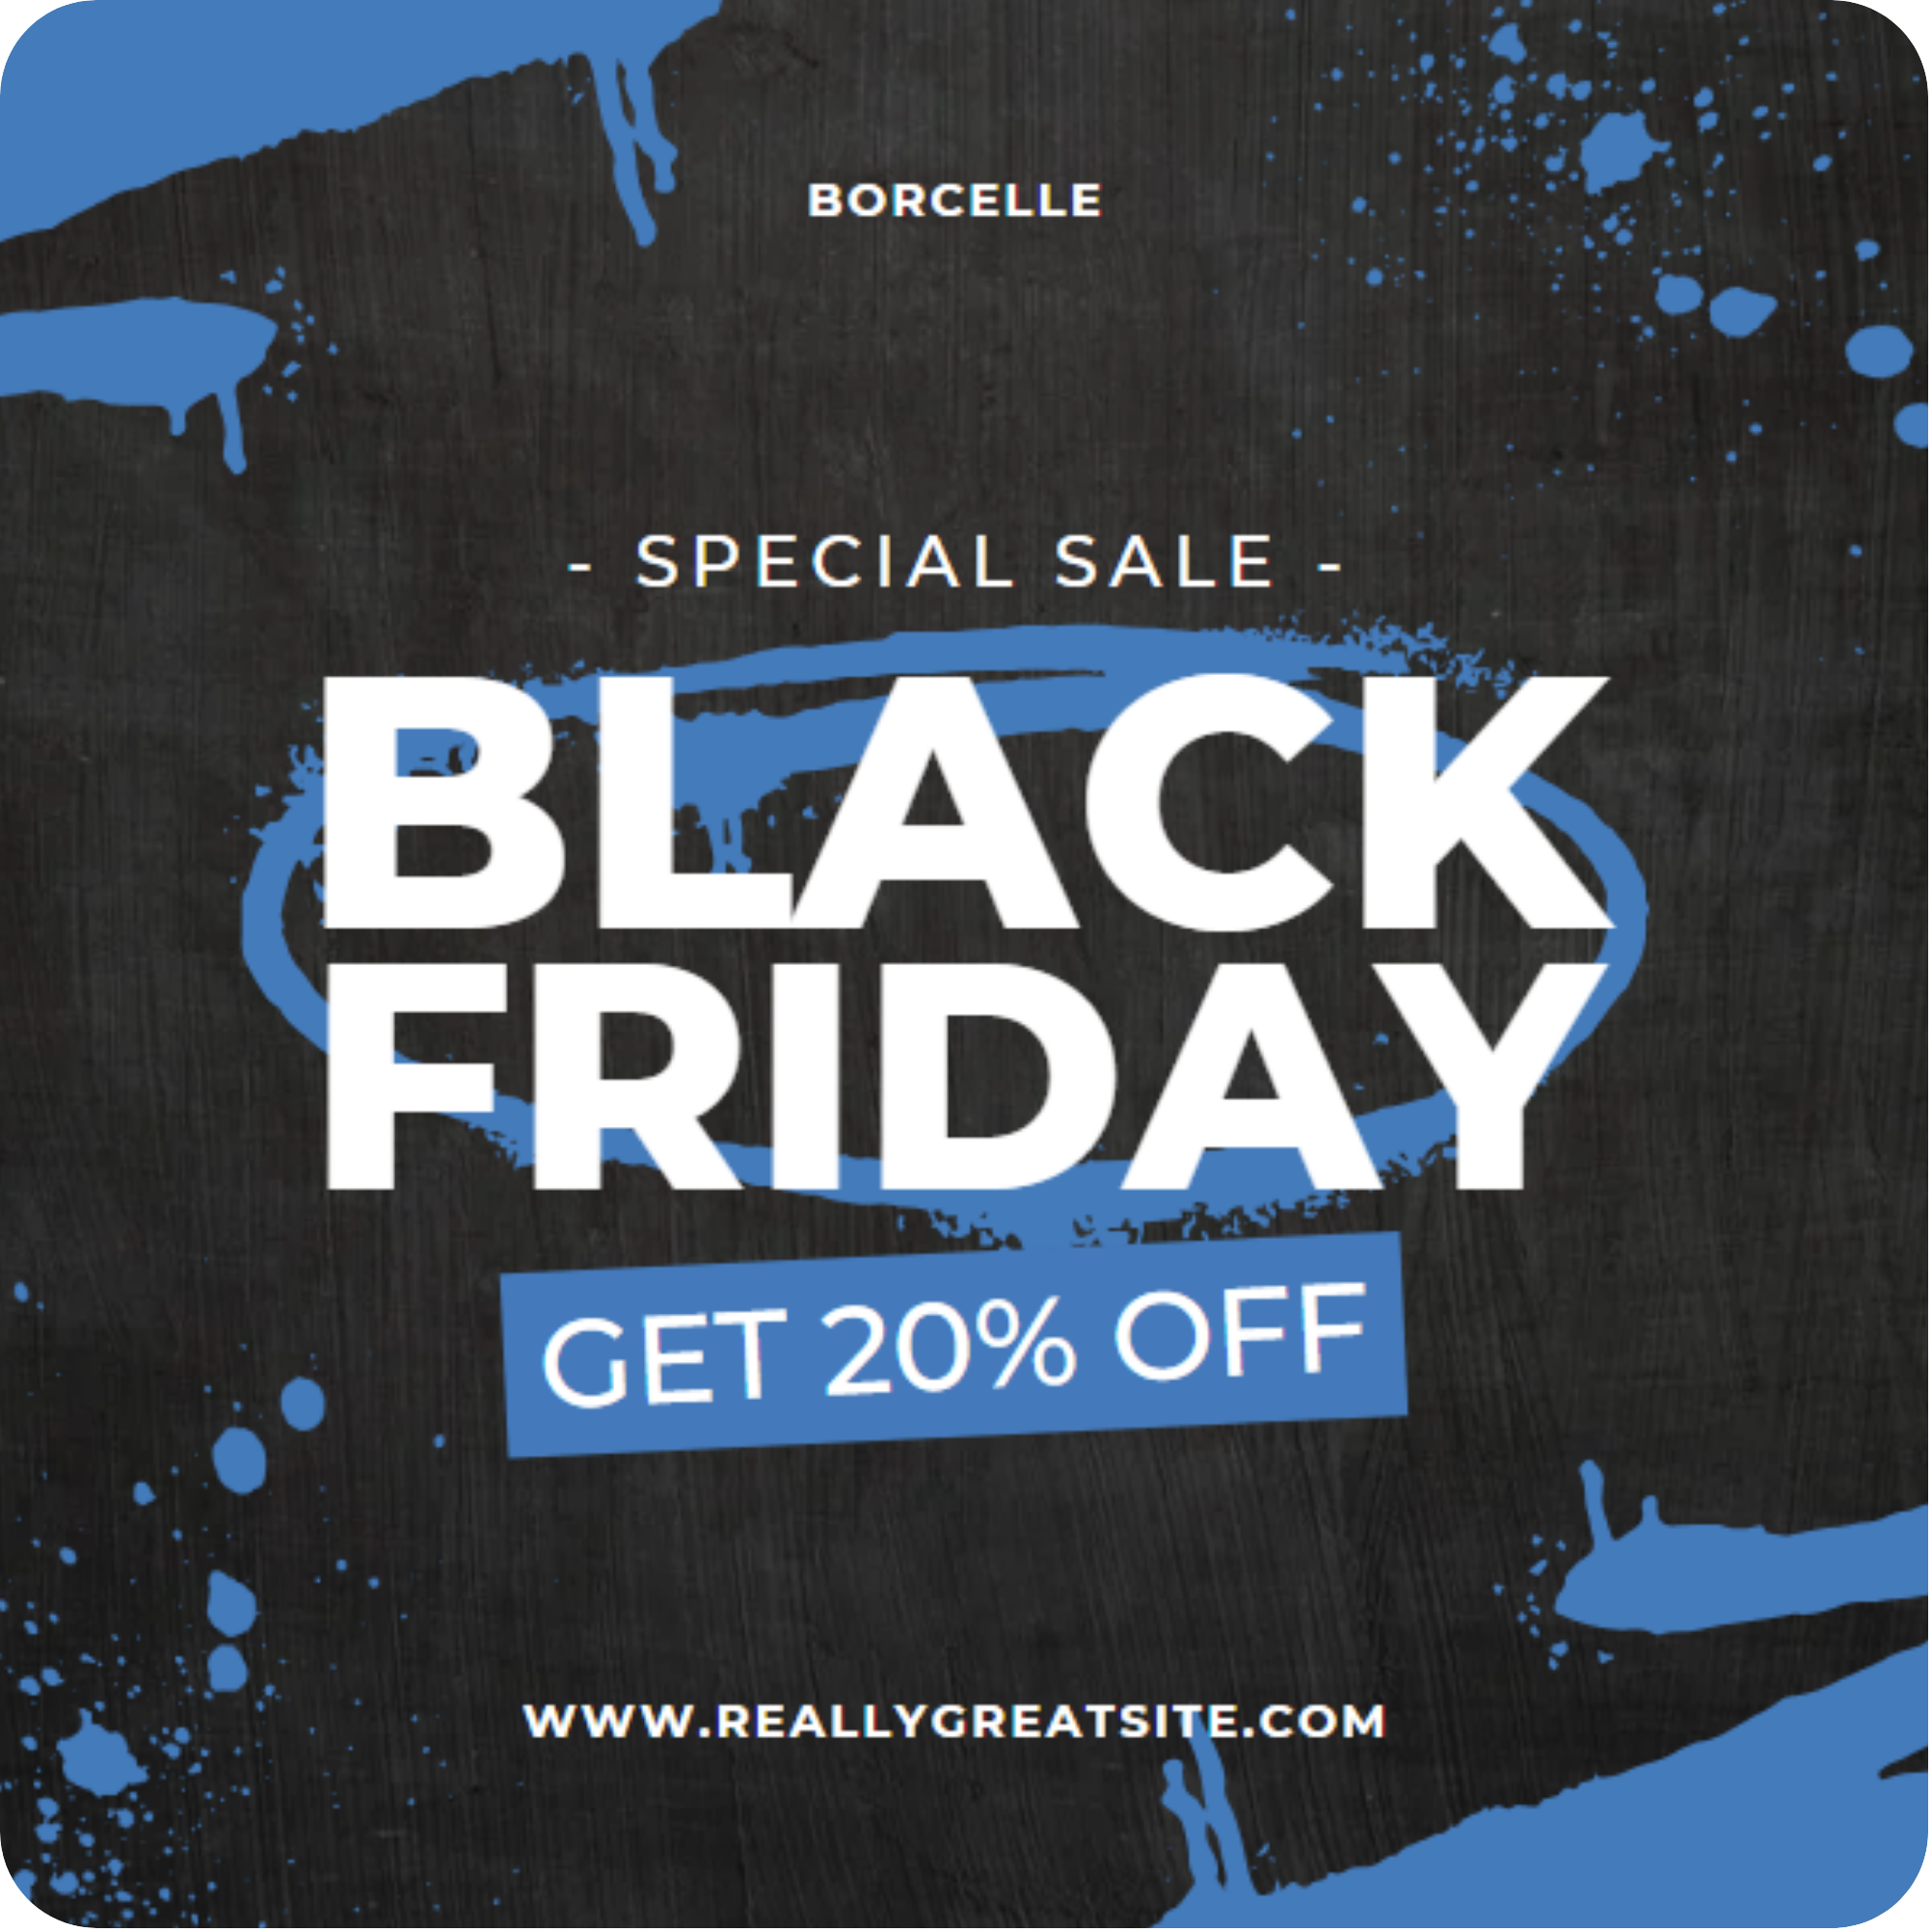 BORCELLE
- SPECIAL SALE -
BLACK
FRIDAY
GET 20% OFF
WWW.REALLYGREATSITE.COM